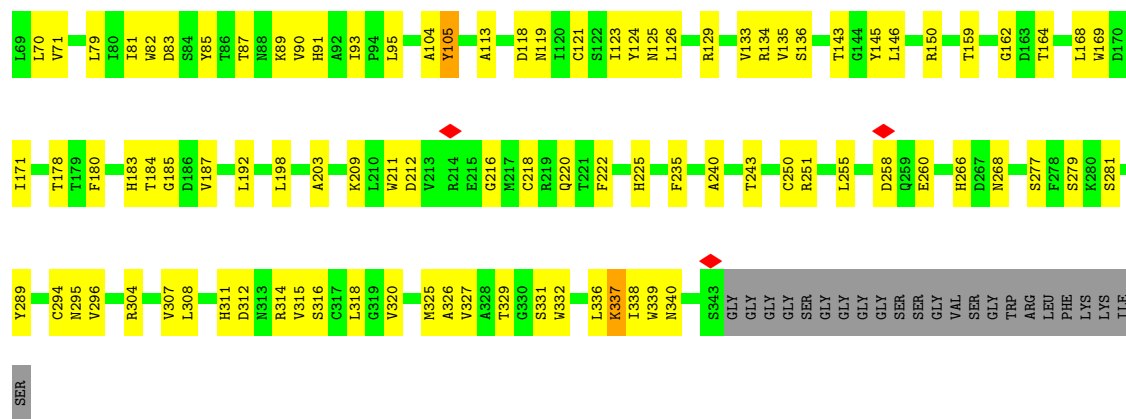 L69 L70 V71 L79 I80 I81 W82 D83 S84 Y85 T86 T87 N88 K89 V90 H91 A92 I93 P94 L95 A104 Y105 A113 D118 N119 I120 C121 S122 I123 Y124 N125 L126 R129 V133 R134 V135 S136 T143 G144 Y145 L146 R150 T159 G162 D163 T164 L168 W169 D170
I171 T178 T179 F180 H183 T184 G185 D186 V187 L192 L198 A203 K209 L210 W211 D212 V213 R214 E215 G216 M217 C218 R219 Q220 T221 F222 H225 F235 A240 T243 C250 R251 L255 D258 Q259 E260 H266 D267 N268 S277 F278 S279 K280 S281
Y289 C294 N295 V296 R304 V307 L308 H311 D312 N313 R314 V315 S316 C317 L318 G319 V320 M325 A326 V327 A328 T329 G330 S331 W332 L336 K337 I338 W339 N340 S343 GLY GLY GLY GLY SER GLY GLY GLY GLY SER SER GLY VAL SER GLY TRP ARG LEU PHE LYS LYS ILE
SER